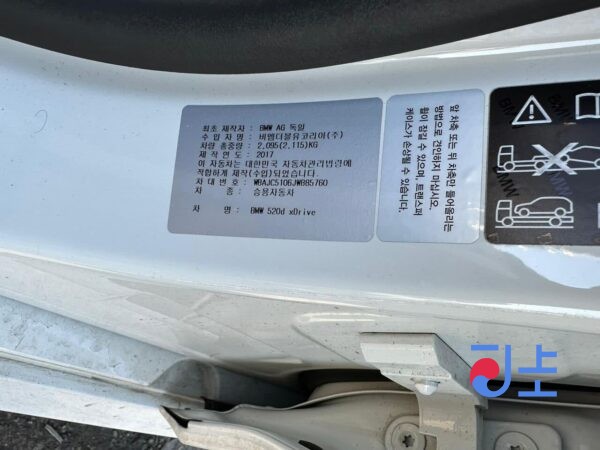 최초 제작자 : BMW AG 독일
수 입 자 명 : 비엠더블유코리아(주)
차량 총중량 : 2,095(2,115)KG
제 작 연 도 : 2017
이 자동차는 대한민국 자동차관리법령에
적합하게 제작(수입)되었습니다.
차 대 번 호 : WBAJC5106JWB85760
차 종 : 승용자동차
차 명 : BMW 520d xDrive
앞 차축 또는 뒤 차축만 들어올리는
방법으로 견인하지 마십시오.
휠이 잠길 수 있으며, 트랜스퍼
케이스가 손상될 수 있습니다.
BMW